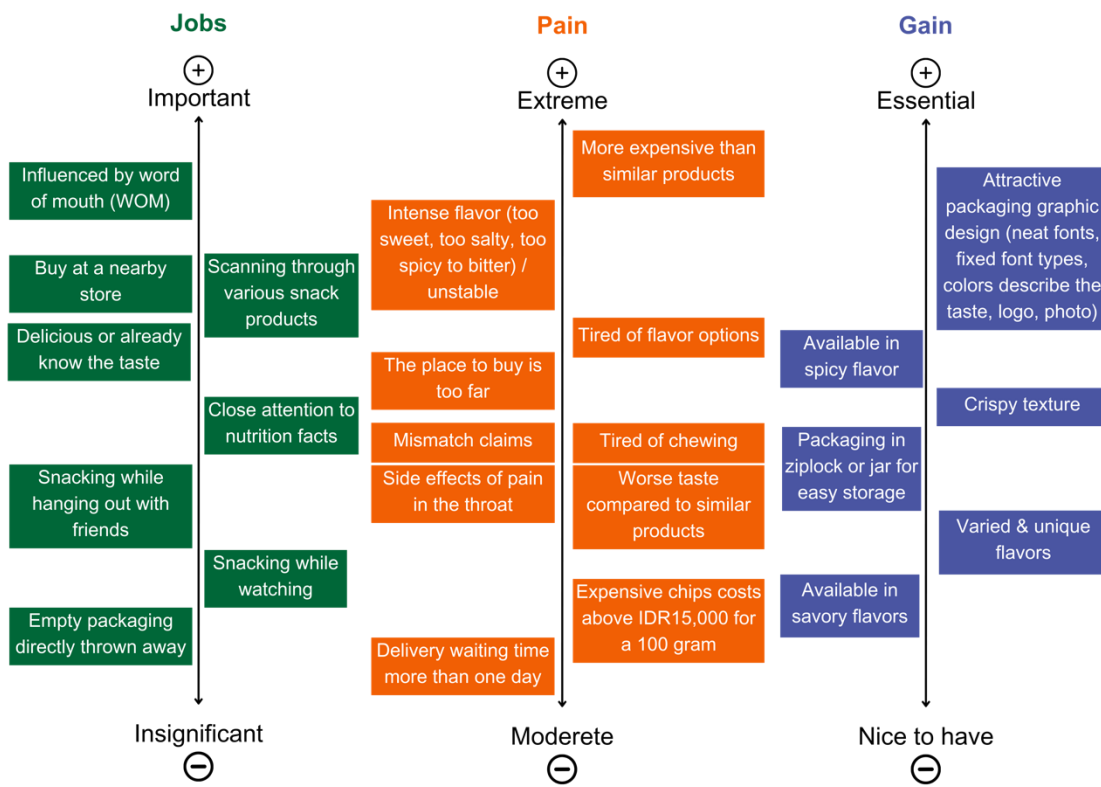 Jobs
Important
Influenced by word
of mouth (WOM)
Buy at a nearby
store
Scanning through
various snack
products
Delicious or already
know the taste
Close attention to
nutrition facts
Snacking while
hanging out with
friends
Snacking while
watching
Empty packaging
directly thrown away
Insignificant
Pain
Extreme
More expensive than
similar products
Intense flavor (too
sweet, too salty, too
spicy to bitter) /
unstable
Tired of flavor options
The place to buy is
too far
Mismatch claims
Tired of chewing
Side effects of pain
in the throat
Worse taste
compared to similar
products
Expensive chips costs
above IDR15,000 for
a 100 gram
Delivery waiting time
more than one day
Moderete
Gain
Essential
Attractive
packaging graphic
design (neat fonts,
fixed font types,
colors describe the
taste, logo, photo)
Available in
spicy flavor
Crispy texture
Packaging in
ziplock or jar for
easy storage
Varied & unique
flavors
Available in
savory flavors
Nice to have